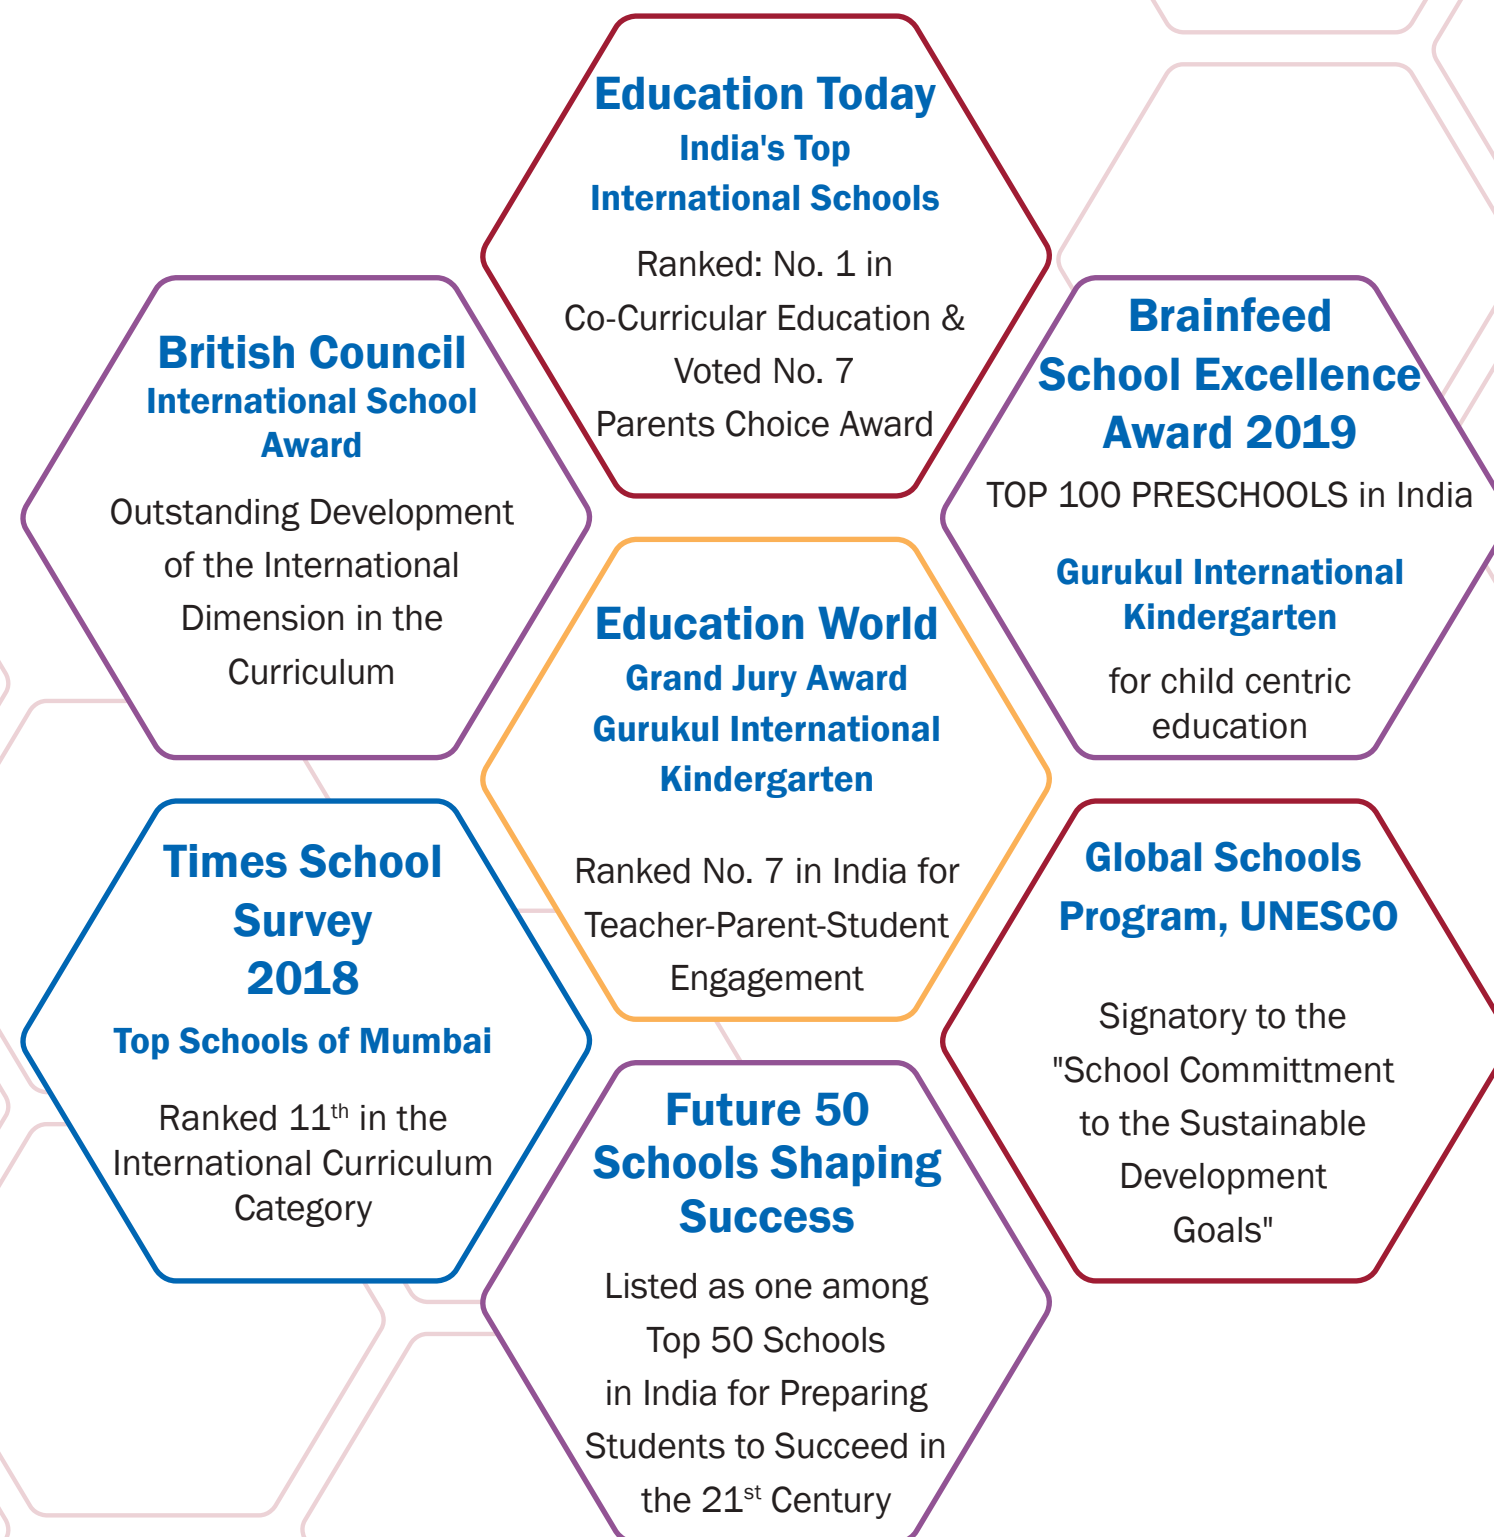 Education Today
India's Top
International Schools
Ranked: No. 1 in
Co-Curricular Education &
Voted No. 7
Parents Choice Award
British Council
International School
Award
Outstanding Development
of the International
Dimension in the
Curriculum
Brainfeed
School Excellence
Award 2019
TOP 100 PRESCHOOLS in India
Gurukul International
Kindergarten
for child centric
education
Education World
Grand Jury Award
Gurukul International
Kindergarten
Ranked No. 7 in India for
Teacher-Parent-Student
Engagement
Times School
Survey
2018
Top Schools of Mumbai
Ranked 11th in the
International Curriculum
Category
Global Schools
Program, UNESCO
Signatory to the
"School Committment
to the Sustainable
Development
Goals"
Future 50
Schools Shaping
Success
Listed as one among
Top 50 Schools
in India for Preparing
Students to Succeed in
the 21st Century